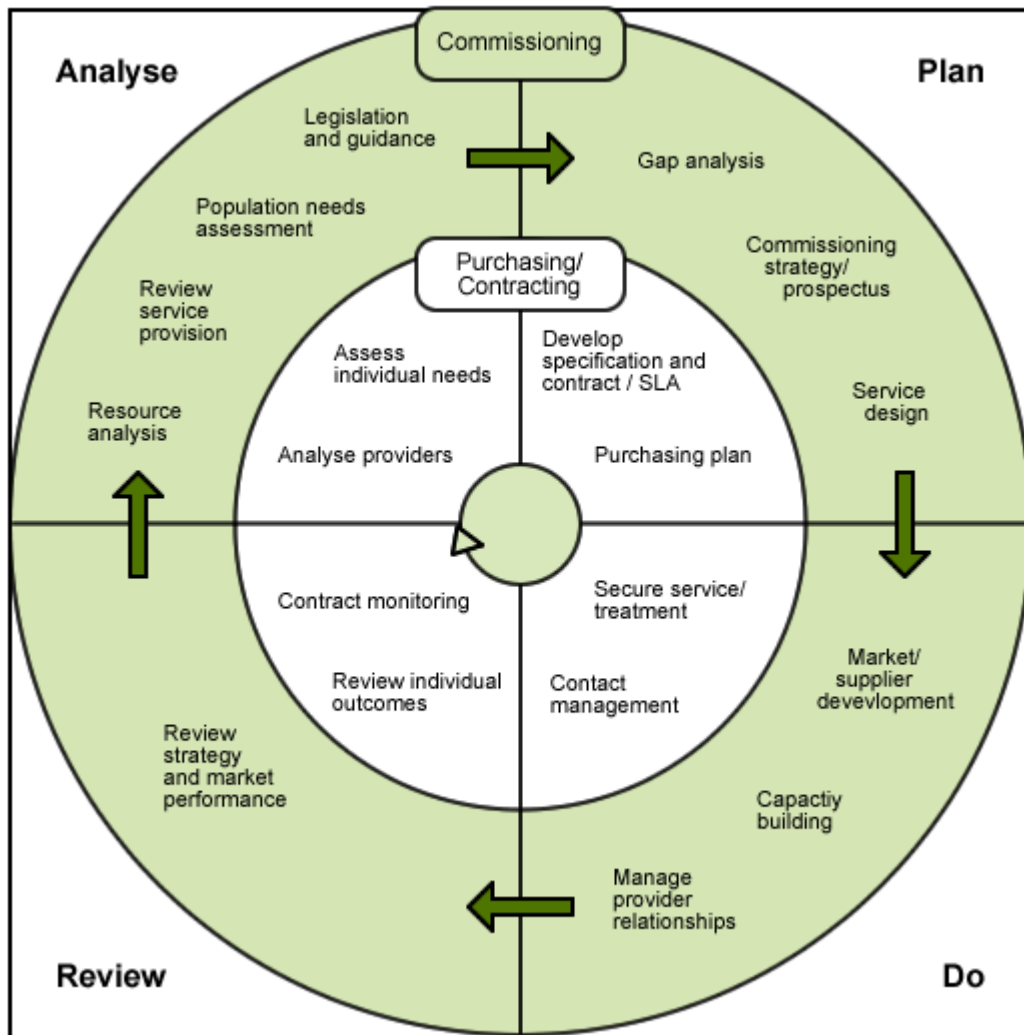 Commissioning
Analyse
Plan
Legislation
and guidance
Gap analysis
Population needs
assessment
Commissioning
strategy/
prospectus
Purchasing/
Contracting
Review
service
provision
Assess
individual needs
Develop
specification and
contract / SLA
Resource
analysis
Service
design
Analyse providers
Purchasing plan
Contract monitoring
Secure service/
treatment
Review individual
outcomes
Contact
management
Market/
supplier
devevlopment
Review
strategy
and market
performance
Capactiy
building
Manage
provider
relationships
Review
Do